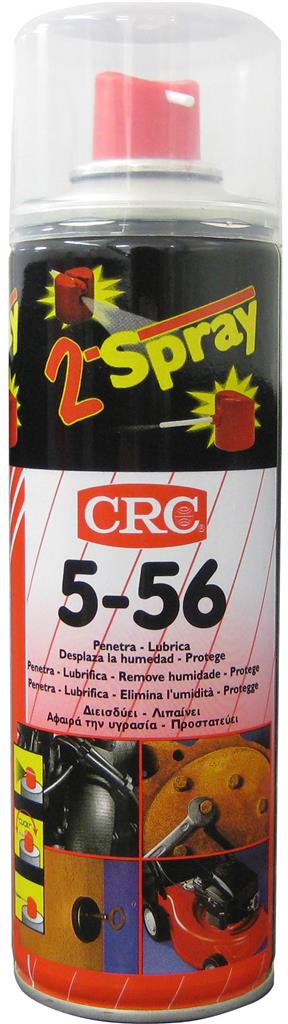 2-Spray
CRC
5-56
Penetra - Lubrica
Desplaza la humedad - Protege
Penetra - Lubrifica - Remove humidade - Protege
Penetra - Lubrifica - Elimina l'umidità - Protegge
Διεισδύει - Λιπαίνει
Αφαιρά την υγρασία - Προστατεύει
CLICK!